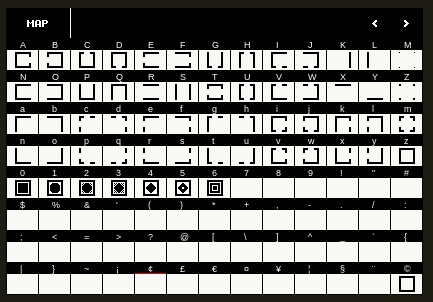 MAP < >
A B C D E F G H I J K L M
N O P Q R S T U V W X Y Z
a b c d e f g h i j k l m
n o p q r s t u v w x y z
0 1 2 3 4 5 6 7 8 9 ! " #
$ % & ' ( ) * + , - . / :
; < = > ? @ [ \ ] ^ _ ` {
| } ~ ¡ ¢ £ € ¤ ¥ ¦ § ¨ ©